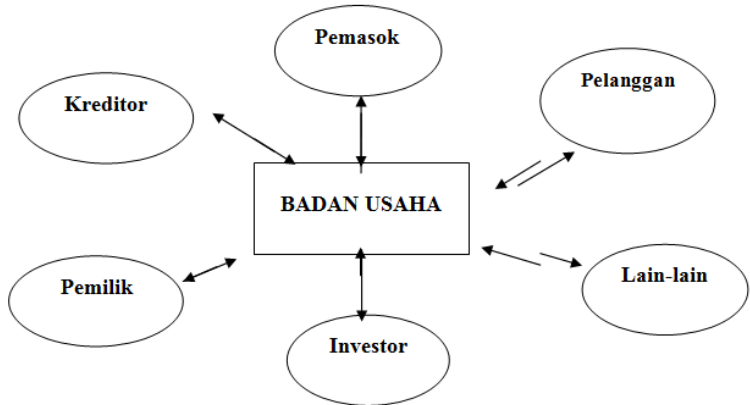 Pemasok
Kreditor
Pelanggan
BADAN USAHA
Pemilik
Lain-lain
Investor